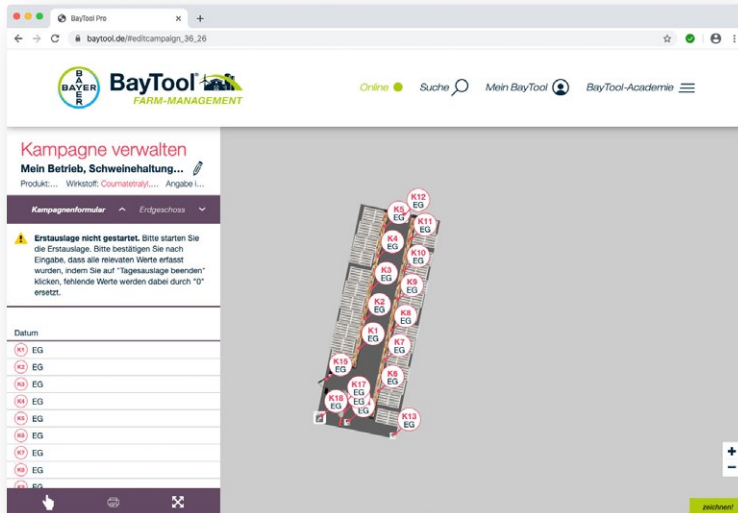 BayTool Pro
baytool.de/#editcampaign_36_26
BAYER
BAYER
BayTool
FARM-MANAGEMENT
Online
Suche
Mein BayTool
BayTool-Academie
Kampagne verwalten
Mein Betrieb, Schweinehaltung...
Produkt:... Wirkstoff: Coumatetralyl.... Angabe i...
Kampagnenformular
Erdgeschoss
Erstauslage nicht gestartet. Bitte starten Sie
die Erstauslage. Bitte bestätigen Sie nach
Eingabe, dass alle relevaten Werte erfasst
wurden, indem Sie auf "Tagesauslage beenden"
klicken, fehlende Werte werden dabei durch "0"
ersetzt.
Datum
K1 EG
K2 EG
K3 EG
K4 EG
K5 EG
K6 EG
K7 EG
K8 EG
K9 EG
K12
EG
K5
EG
K11
EG
K4
EG
K10
EG
K3
EG
K9
EG
K2
EG
K8
EG
K1
EG
K7
EG
K15
EG
K6
EG
K17
EG
K18
EG
EG
K13
EG
+
−
zeichnen!